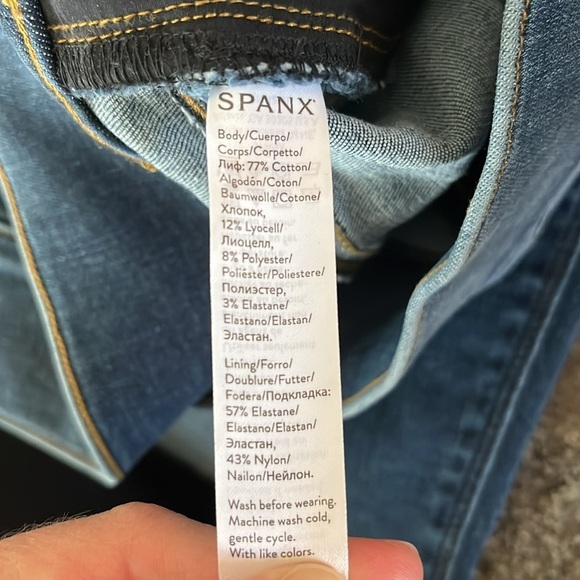 SPANX
Body/Cuerpo/
Corps/Corpetto/
Лиф: 77% Cotton/
Algodón/Coton/
Baumwolle/Cotone/
Хлопок,
12% Lyocell/
Лиоцелл,
8% Polyester/
Poliéster/Poliestere/
Полиэстер,
3% Elastane/
Elastano/Elastan/
Эластан.
Lining/Forro/
Doublure/Futter/
Fodera/Подкладка:
57% Elastane/
Elastano/Elastan/
Эластан,
43% Nylon/
Nailon/Нейлон.
Wash before wearing.
Machine wash cold,
gentle cycle.
With like colors.